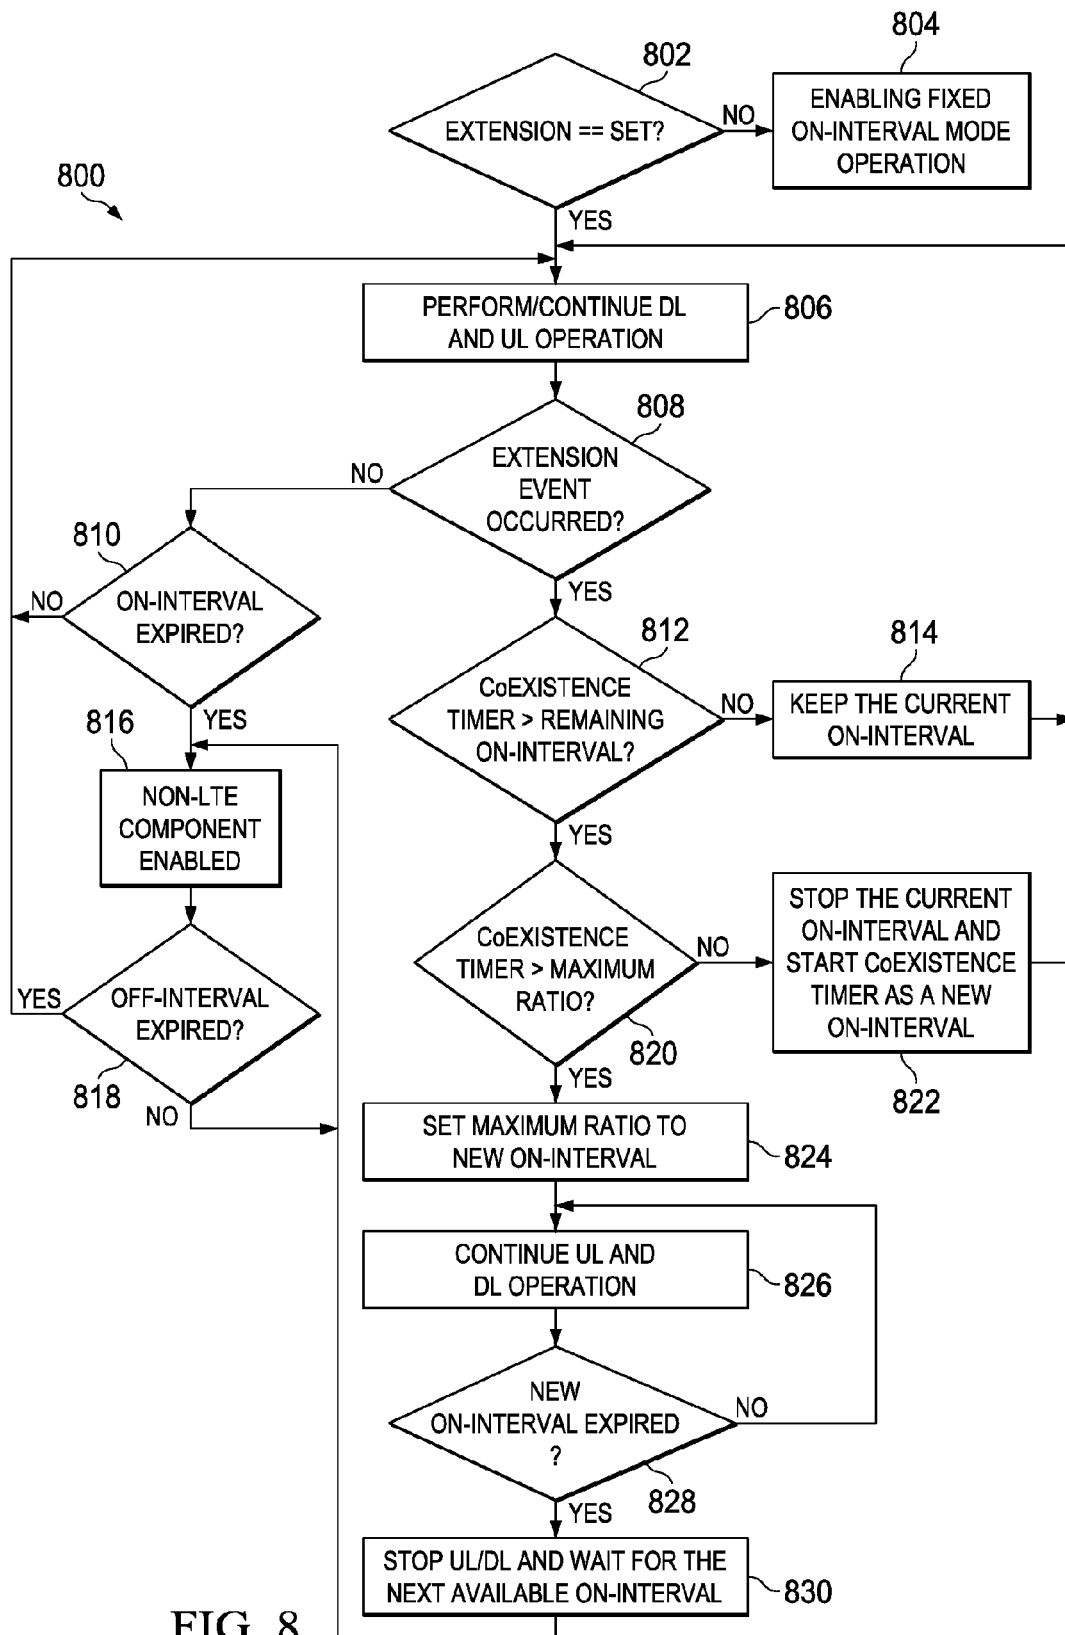 802
EXTENSION == SET?
NO
804
ENABLING FIXED
ON-INTERVAL MODE
OPERATION
800
YES
PERFORM/CONTINUE DL
AND UL OPERATION
806
808
EXTENSION
EVENT
OCCURRED?
NO
YES
810
ON-INTERVAL
EXPIRED?
NO
YES
812
CoEXISTENCE
TIMER > REMAINING
ON-INTERVAL?
NO
YES
814
KEEP THE CURRENT
ON-INTERVAL
816
NON-LTE
COMPONENT
ENABLED
OFF-INTERVAL
EXPIRED?
YES
818
NO
CoEXISTENCE
TIMER > MAXIMUM
RATIO?
NO
820
YES
STOP THE CURRENT
ON-INTERVAL AND
START CoEXISTENCE
TIMER AS A NEW
ON-INTERVAL
822
SET MAXIMUM RATIO TO
NEW ON-INTERVAL
824
CONTINUE UL AND
DL OPERATION
826
NEW
ON-INTERVAL EXPIRED
?
NO
828
YES
STOP UL/DL AND WAIT FOR THE
NEXT AVAILABLE ON-INTERVAL
830
FIG. 8